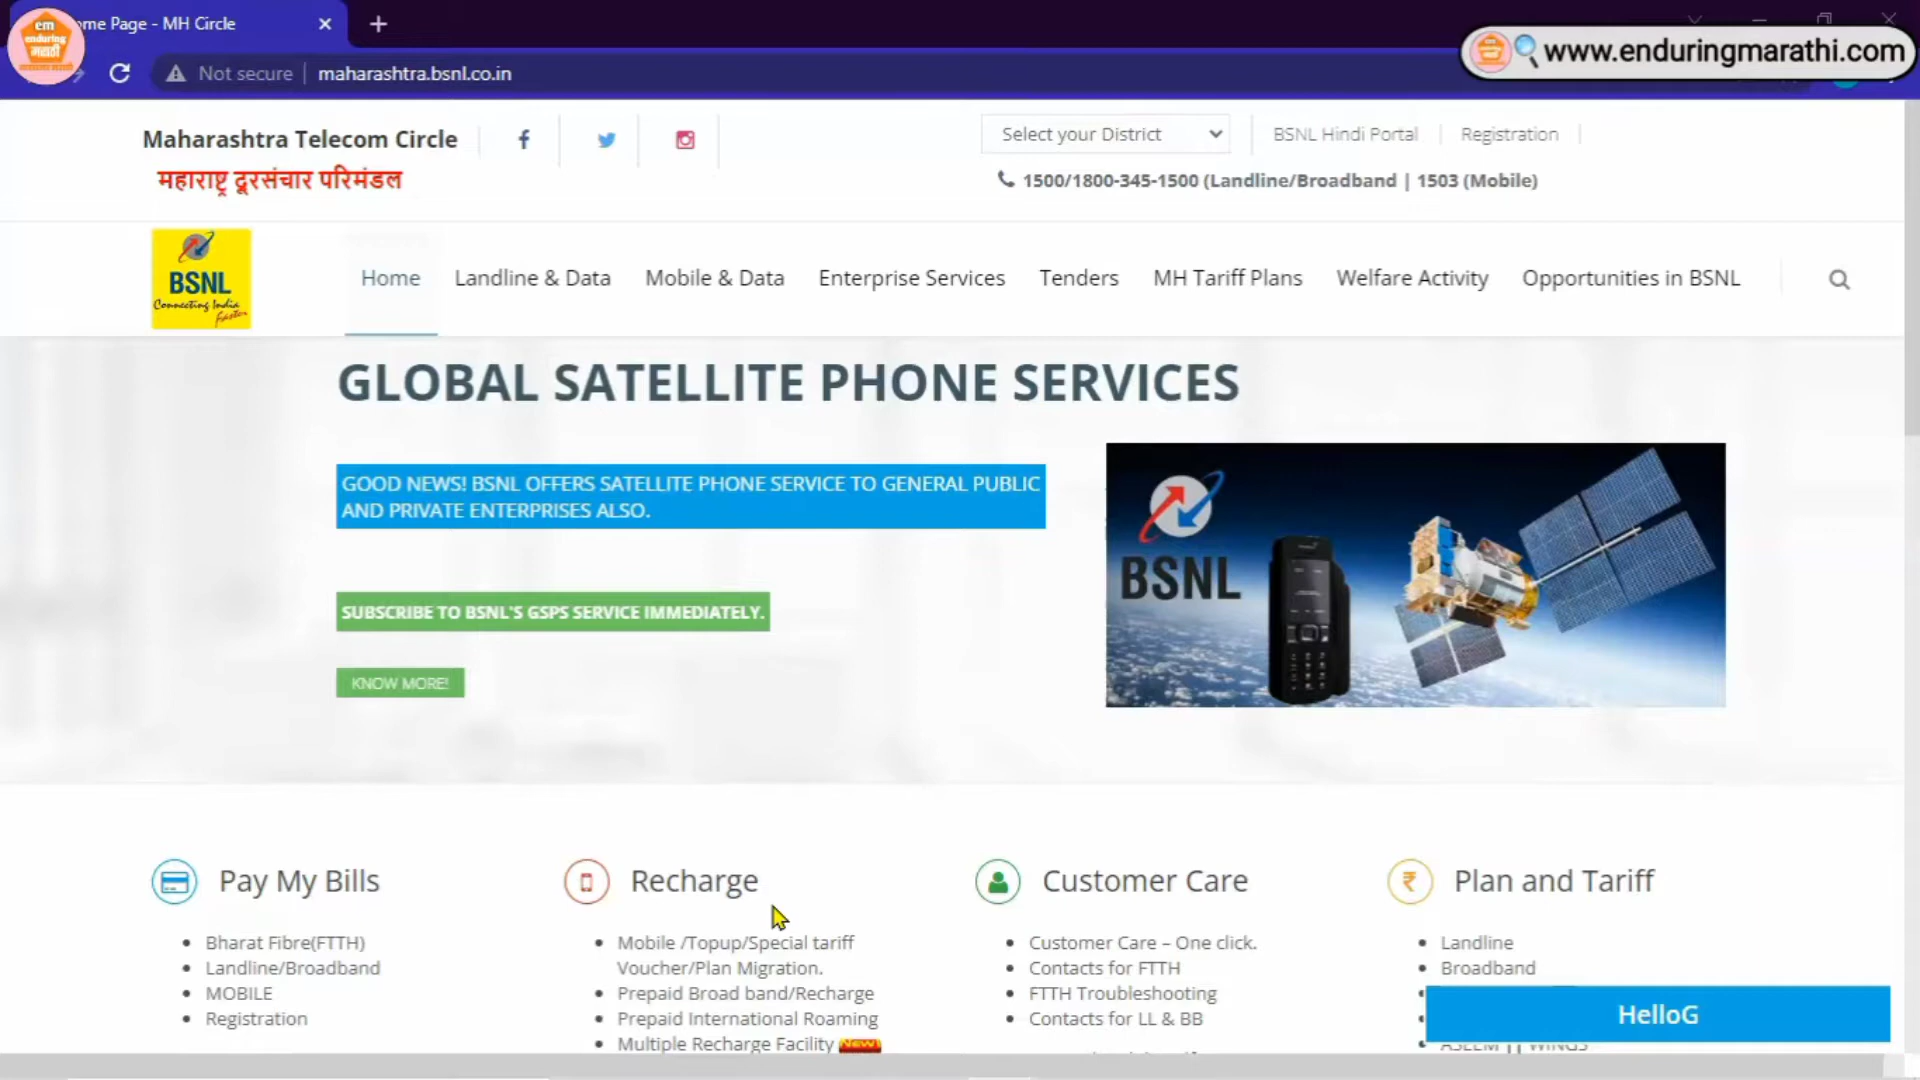 me Page - MH Circle
em
enduring
मराठी
www.enduringmarathi.com
Not secure
maharashtra.bsnl.co.in
Maharashtra Telecom Circle
महाराष्ट्र दूरसंचार परिमंडल
Select your District
BSNL Hindi Portal
Registration
1500/1800-345-1500 (Landline/Broadband | 1503 (Mobile)
BSNL
Connecting India
Faster
Home
Landline & Data
Mobile & Data
Enterprise Services
Tenders
MH Tariff Plans
Welfare Activity
Opportunities in BSNL
GLOBAL SATELLITE PHONE SERVICES
GOOD NEWS! BSNL OFFERS SATELLITE PHONE SERVICE TO GENERAL PUBLIC
AND PRIVATE ENTERPRISES ALSO.
SUBSCRIBE TO BSNL'S GSPS SERVICE IMMEDIATELY.
KNOW MORE!
BSNL
Pay My Bills
Bharat Fibre(FTTH)
Landline/Broadband
MOBILE
Registration
Recharge
Mobile /Topup/Special tariff
Voucher/Plan Migration.
Prepaid Broad band/Recharge
Prepaid International Roaming
Multiple Recharge Facility NEW
Customer Care
Customer Care – One click.
Contacts for FTTH
FTTH Troubleshooting
Contacts for LL & BB
Plan and Tariff
Landline
Broadband
HelloG